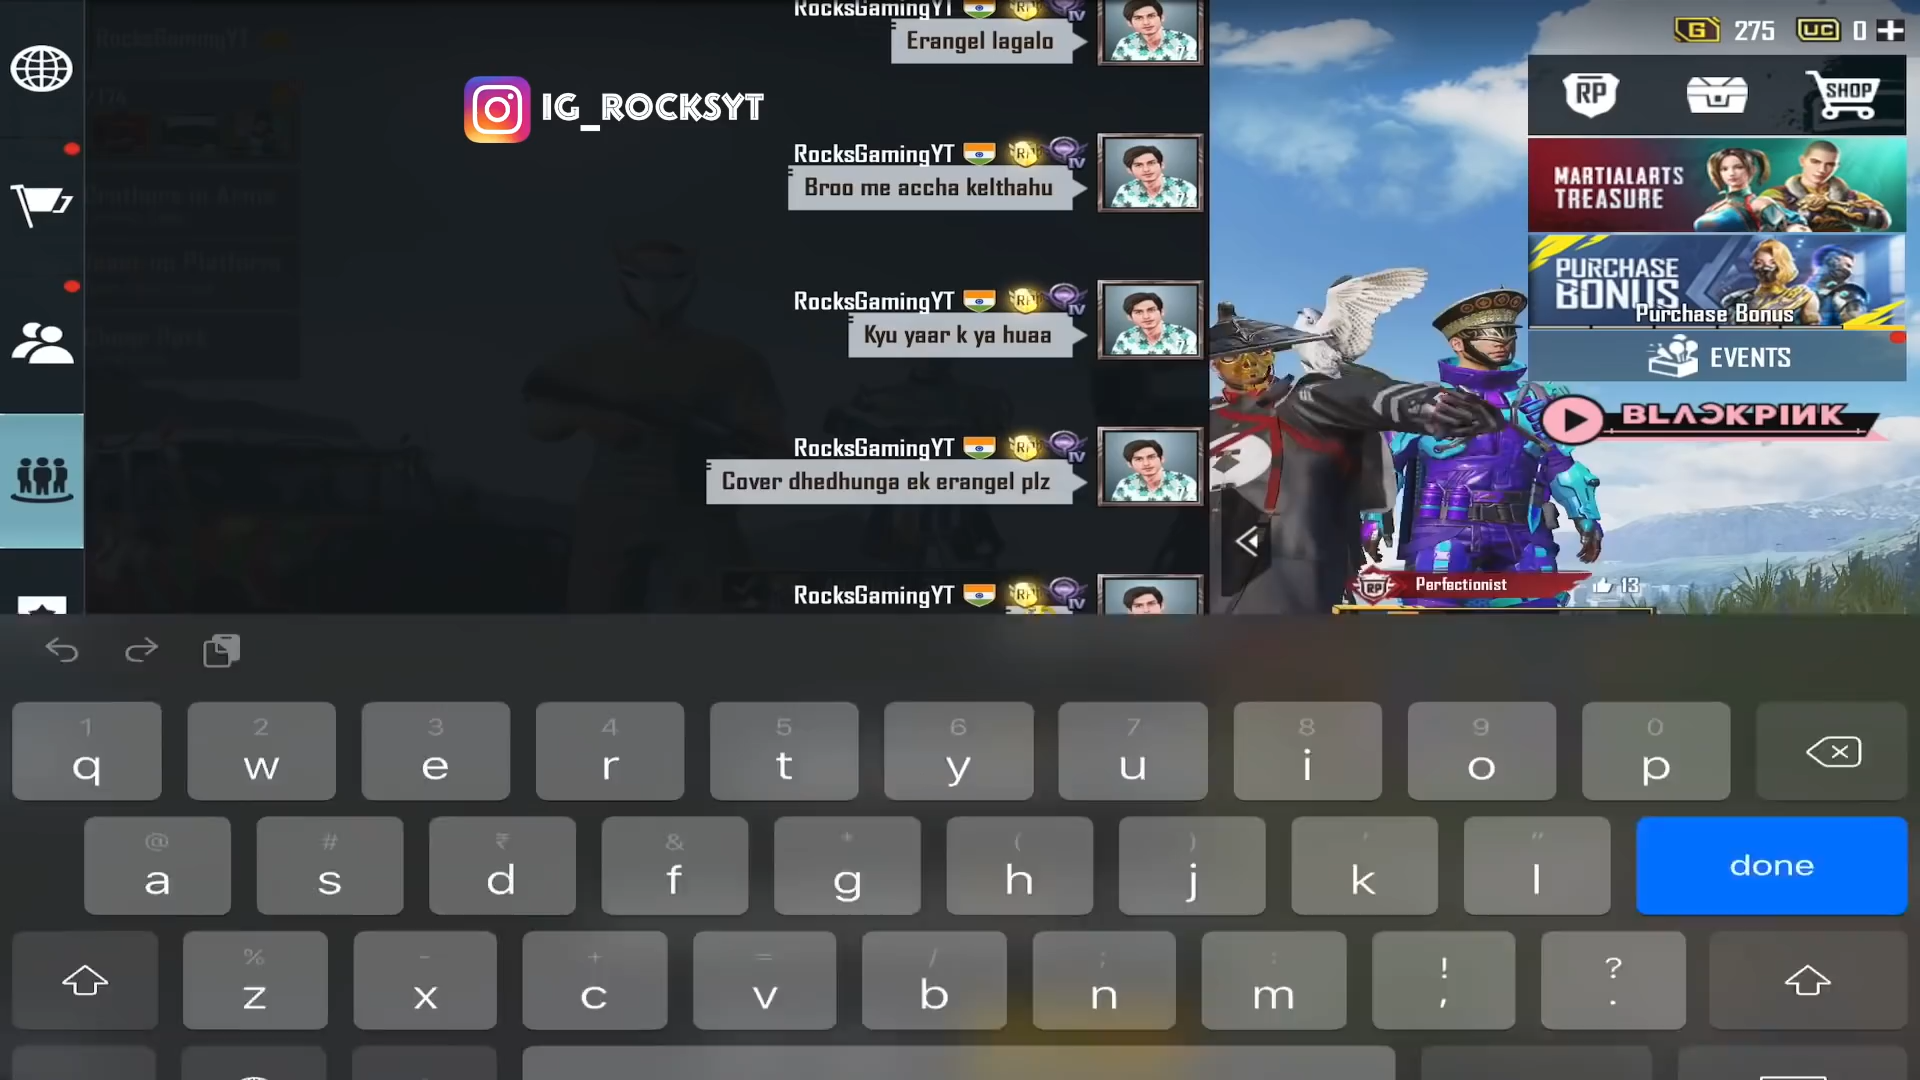 RocksGamingYT
Erangel lagalo
IG_ROCKSYT
RocksGamingYT
Broo me accha kelthahu
RocksGamingYT
Kyu yaar k ya huaa
RocksGamingYT
Cover dhedhunga ek erangel plz
RocksGamingYT
G 275 UC 0
RP SHOP
MARTIALARTS
TREASURE
PURCHASE
BONUS
Purchase Bonus
EVENTS
BLACKPINK
RP Perfectionist 13
1 2 3 4 5 6 7 8 9 0
q w e r t y u i o p
@ # ₹ & * ( ) ' "
a s d f g h j k l done
% - + = / ; : ! ?
z x c v b n m , .